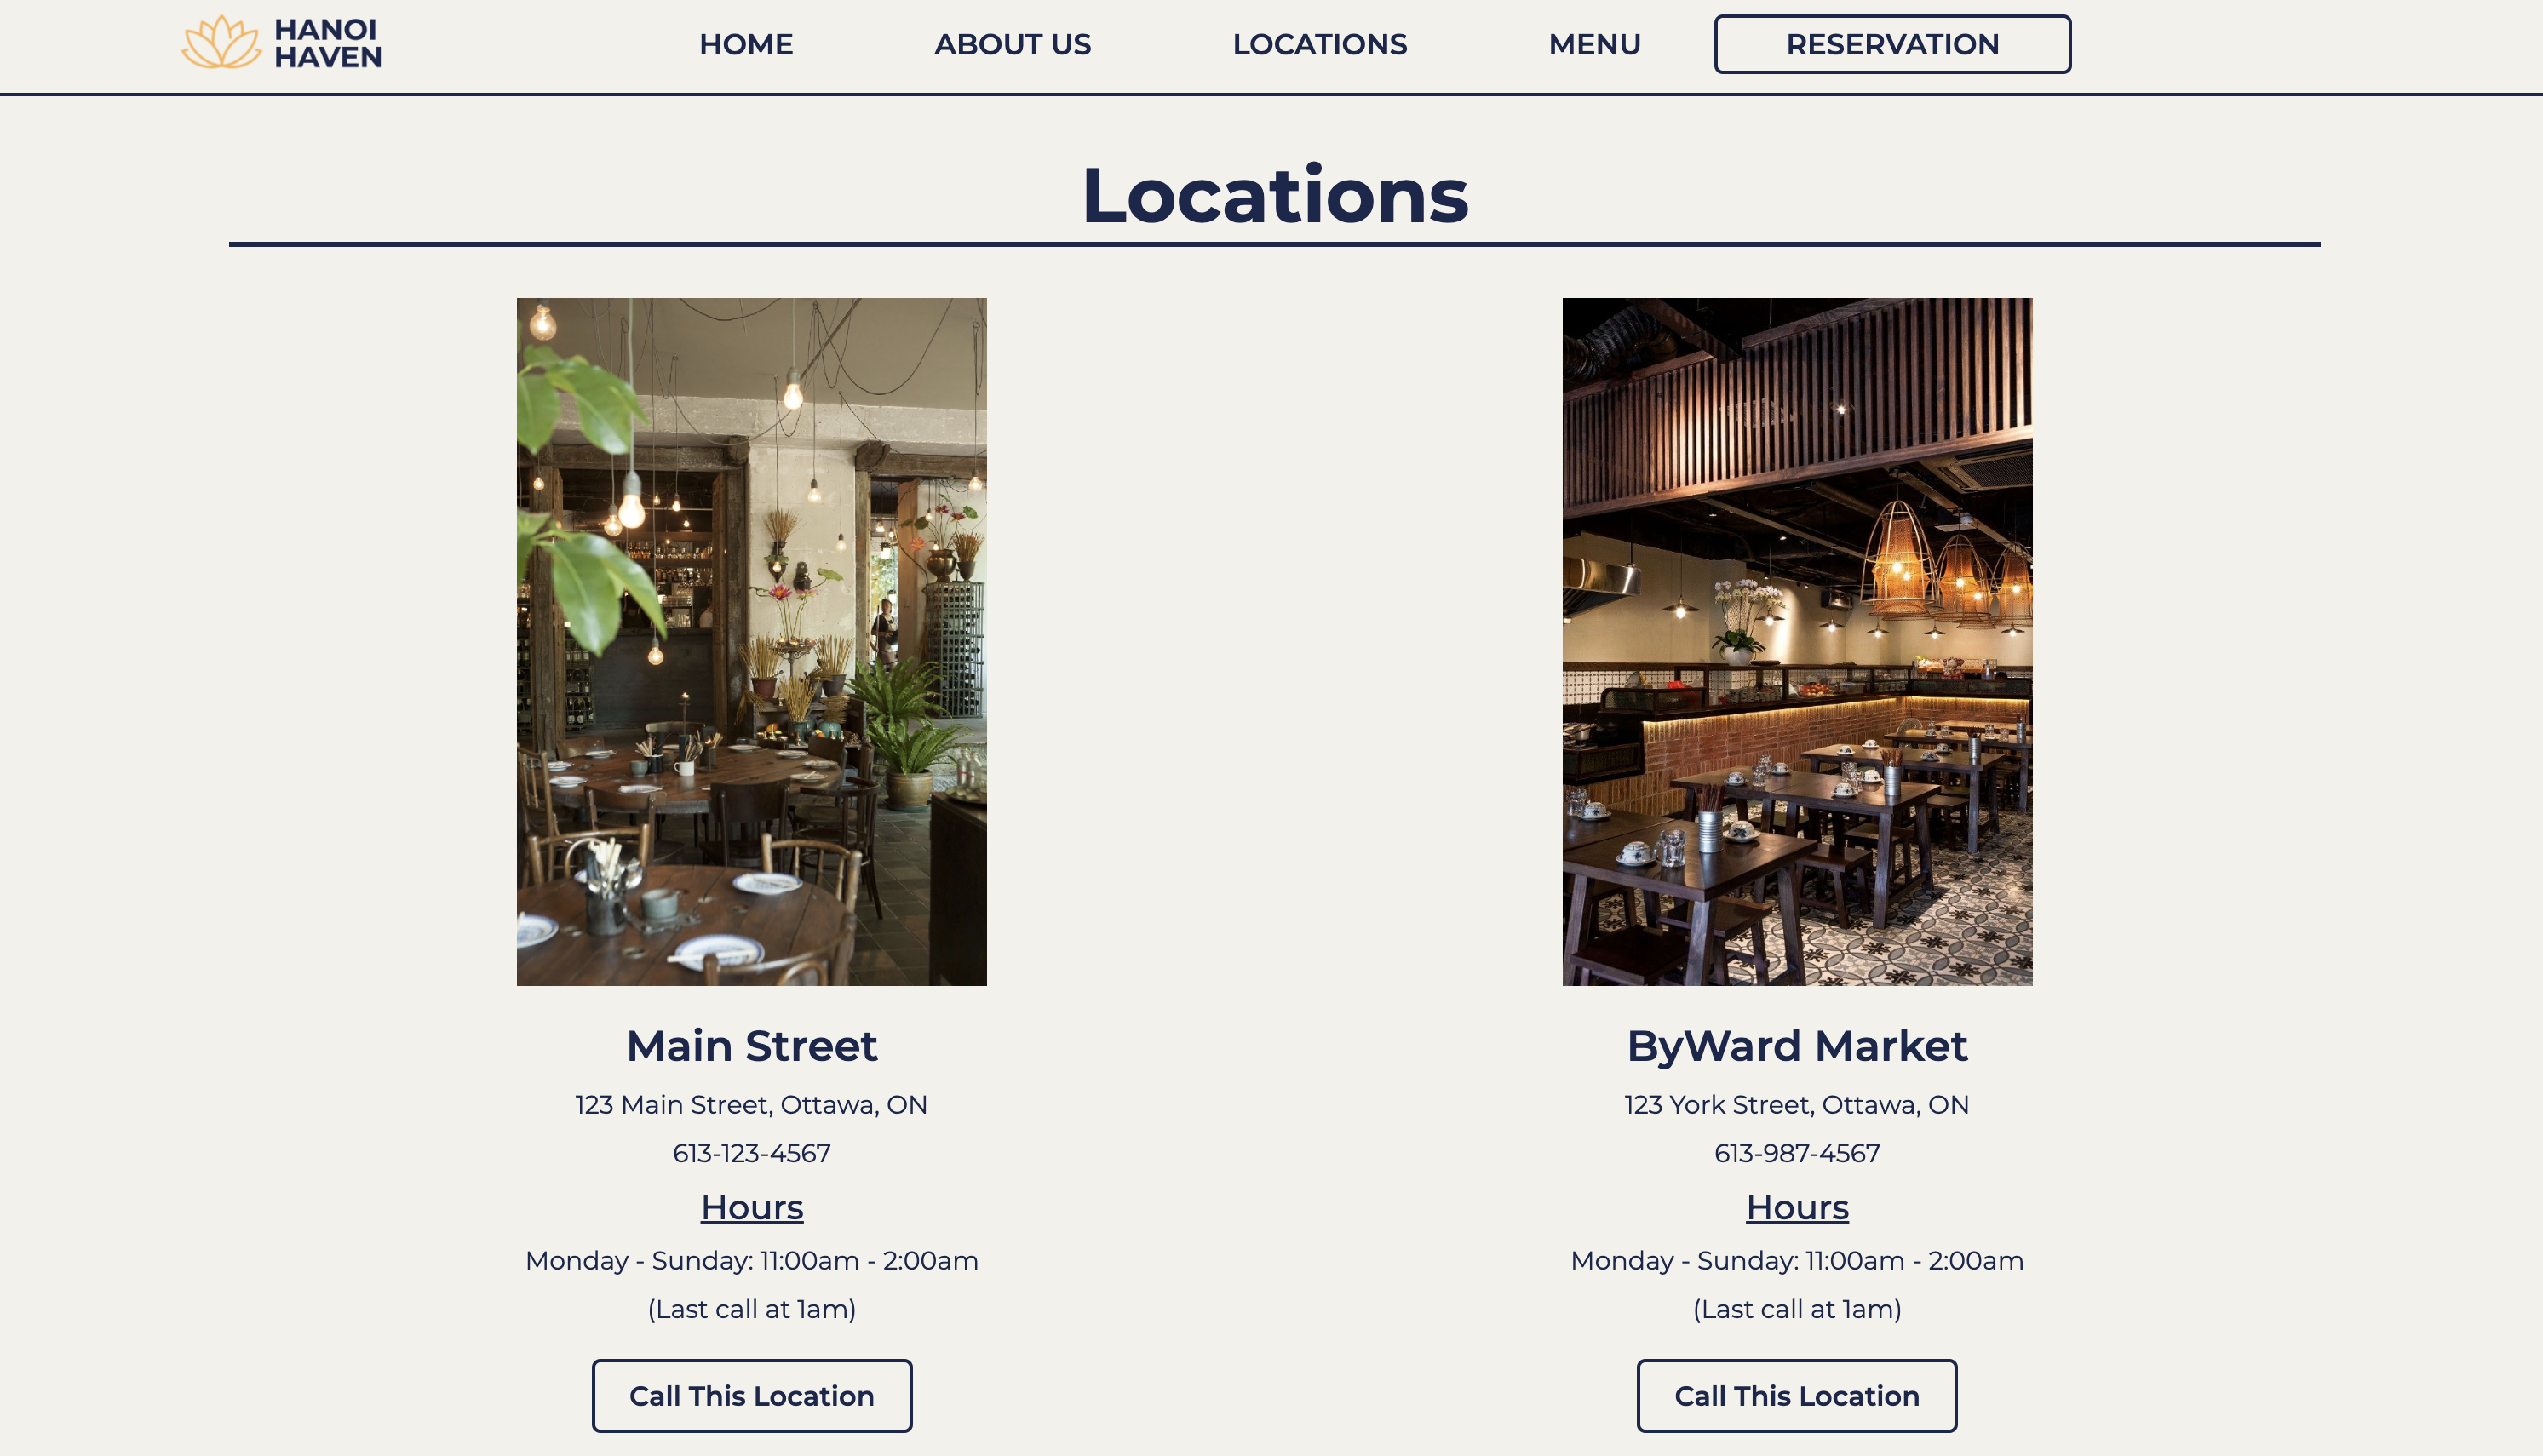 HANOI
HAVEN
HOME
ABOUT US
LOCATIONS
MENU
RESERVATION
Locations
Main Street
123 Main Street, Ottawa, ON
613-123-4567
Hours
Monday - Sunday: 11:00am - 2:00am
(Last call at 1am)
Call This Location
ByWard Market
123 York Street, Ottawa, ON
613-987-4567
Hours
Monday - Sunday: 11:00am - 2:00am
(Last call at 1am)
Call This Location